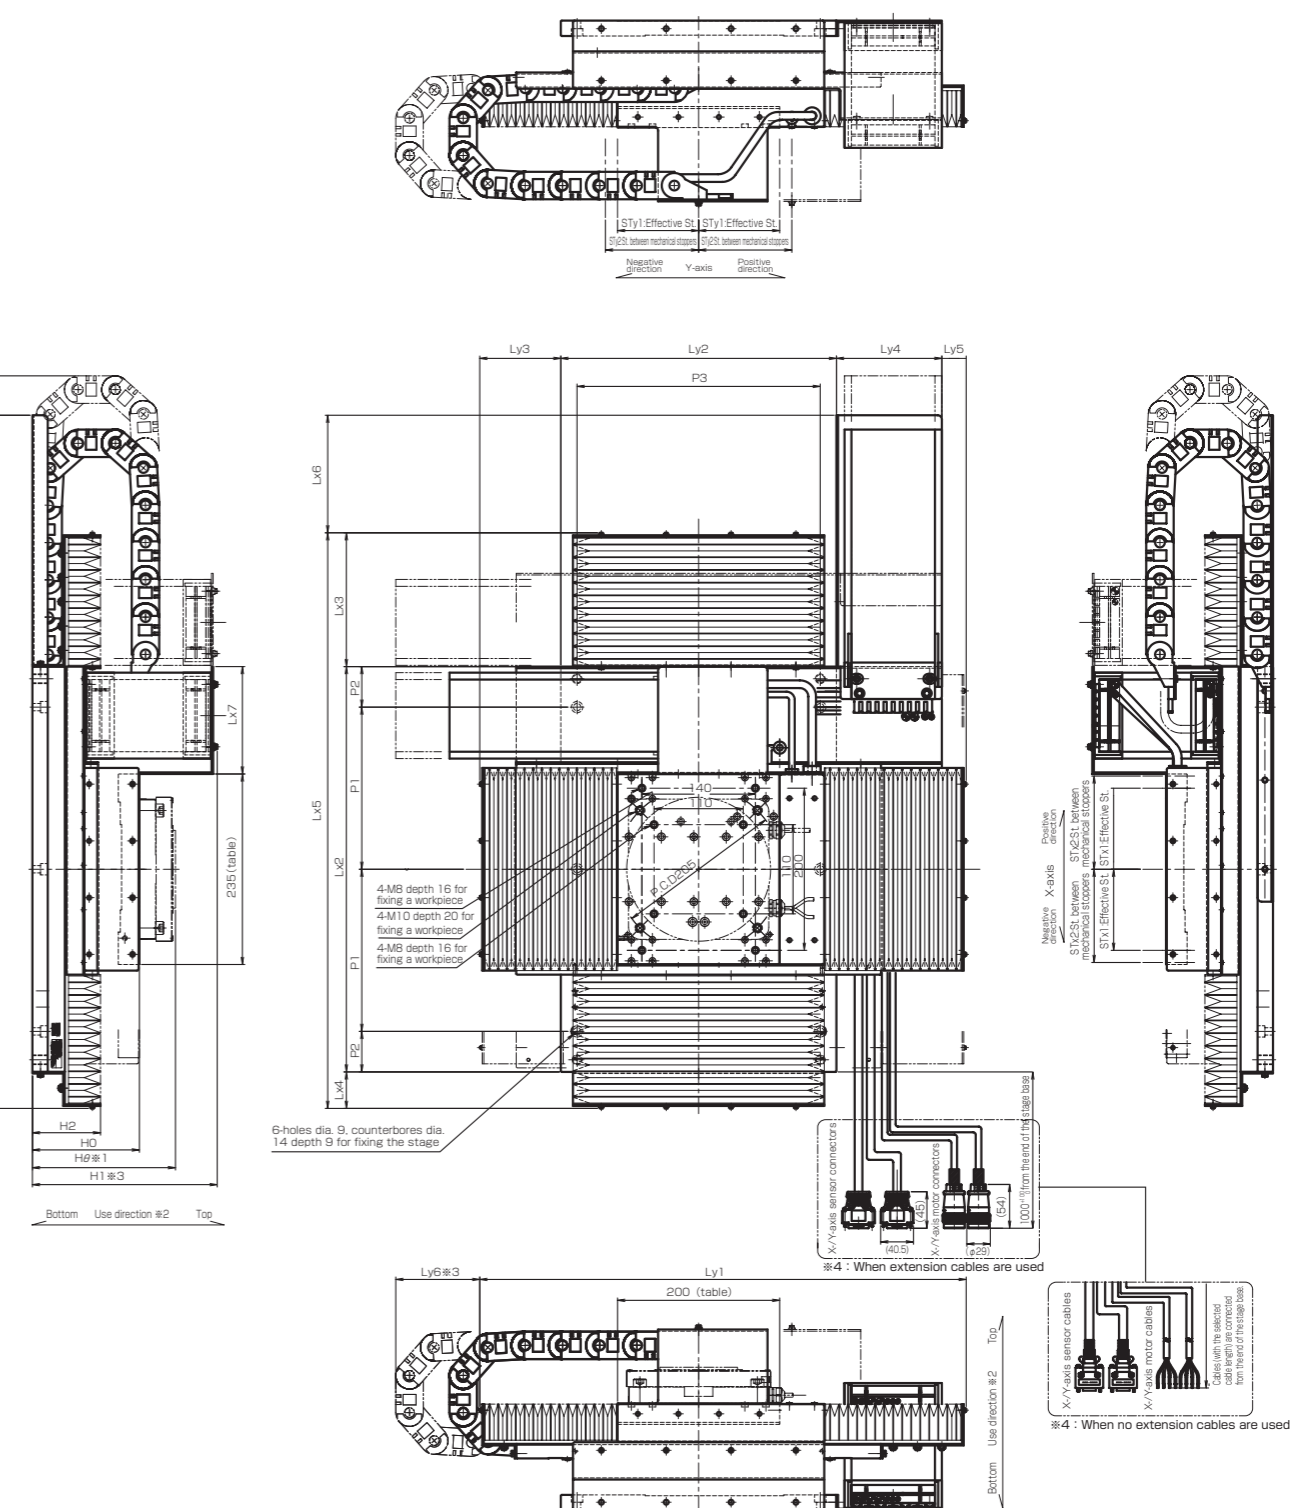 STy1:Effective St.
STy1:Effective St.
STy2:St. between mechanical stoppers
STy2:St. between mechanical stoppers
Negative
direction
Y-axis
Positive
direction
Ly3
Ly2
Ly4
Ly5
P3
Lx6
Lx3
P2
P1
Lx5
Lx2
P1
P2
Lx4
Lx7
235(table)
140
110
P.C.D205
110
200
4-M8 depth 16 for
fixing a workpiece
4-M10 depth 20 for
fixing a workpiece
4-M8 depth 16 for
fixing a workpiece
6-holes dia. 9, counterbores dia.
14 depth 9 for fixing the stage
H2
H0
Hθ※1
H1※3
Bottom
Use direction ※2
Top
Positive
direction
X-axis
Negative
direction
STx2:St. between
mechanical stoppers
STx1:Effective St.
STx2:St. between
mechanical stoppers
STx1:Effective St.
X-/Y-axis sensor connectors
(45)
(40.5)
X-/Y-axis motor connectors
(54)
(φ29)
from the end of the stage base
※4 : When extension cables are used
X-/Y-axis sensor cables
X-/Y-axis motor cables
Cables (with the selected
cable length) are connected
from the end of the stage base.
※4 : When no extension cables are used
Ly6※3
Ly1
200 (table)
Bottom
Use direction ※2
Top